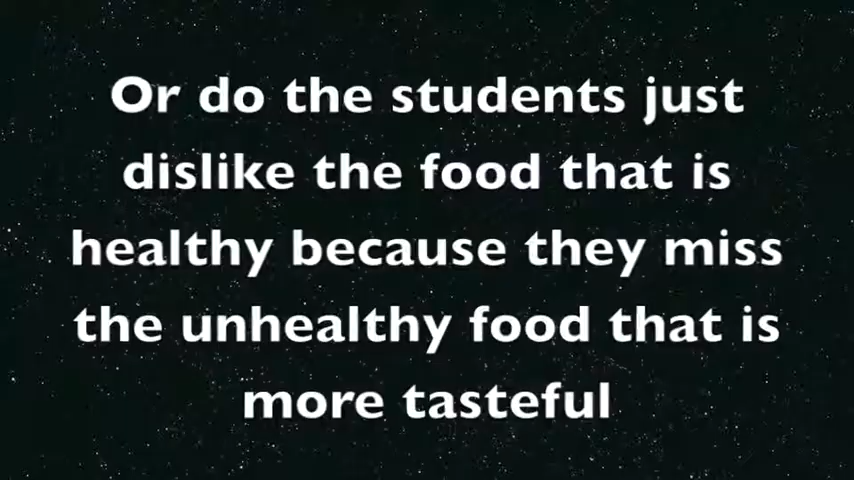 Or do the students just
dislike the food that is
healthy because they miss
the unhealthy food that is
more tasteful